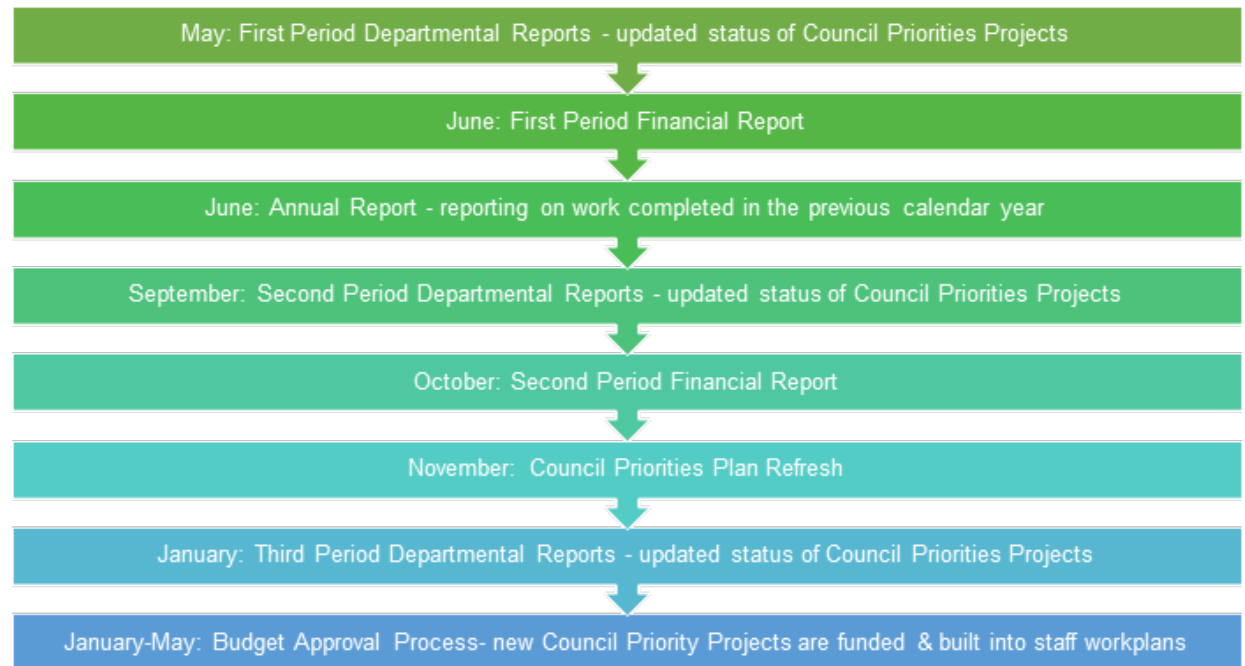 May: First Period Departmental Reports - updated status of Council Priorities Projects
June: First Period Financial Report
June: Annual Report - reporting on work completed in the previous calendar year
September: Second Period Departmental Reports - updated status of Council Priorities Projects
October: Second Period Financial Report
November: Council Priorities Plan Refresh
January: Third Period Departmental Reports - updated status of Council Priorities Projects
January-May: Budget Approval Process- new Council Priority Projects are funded & built into staff workplans